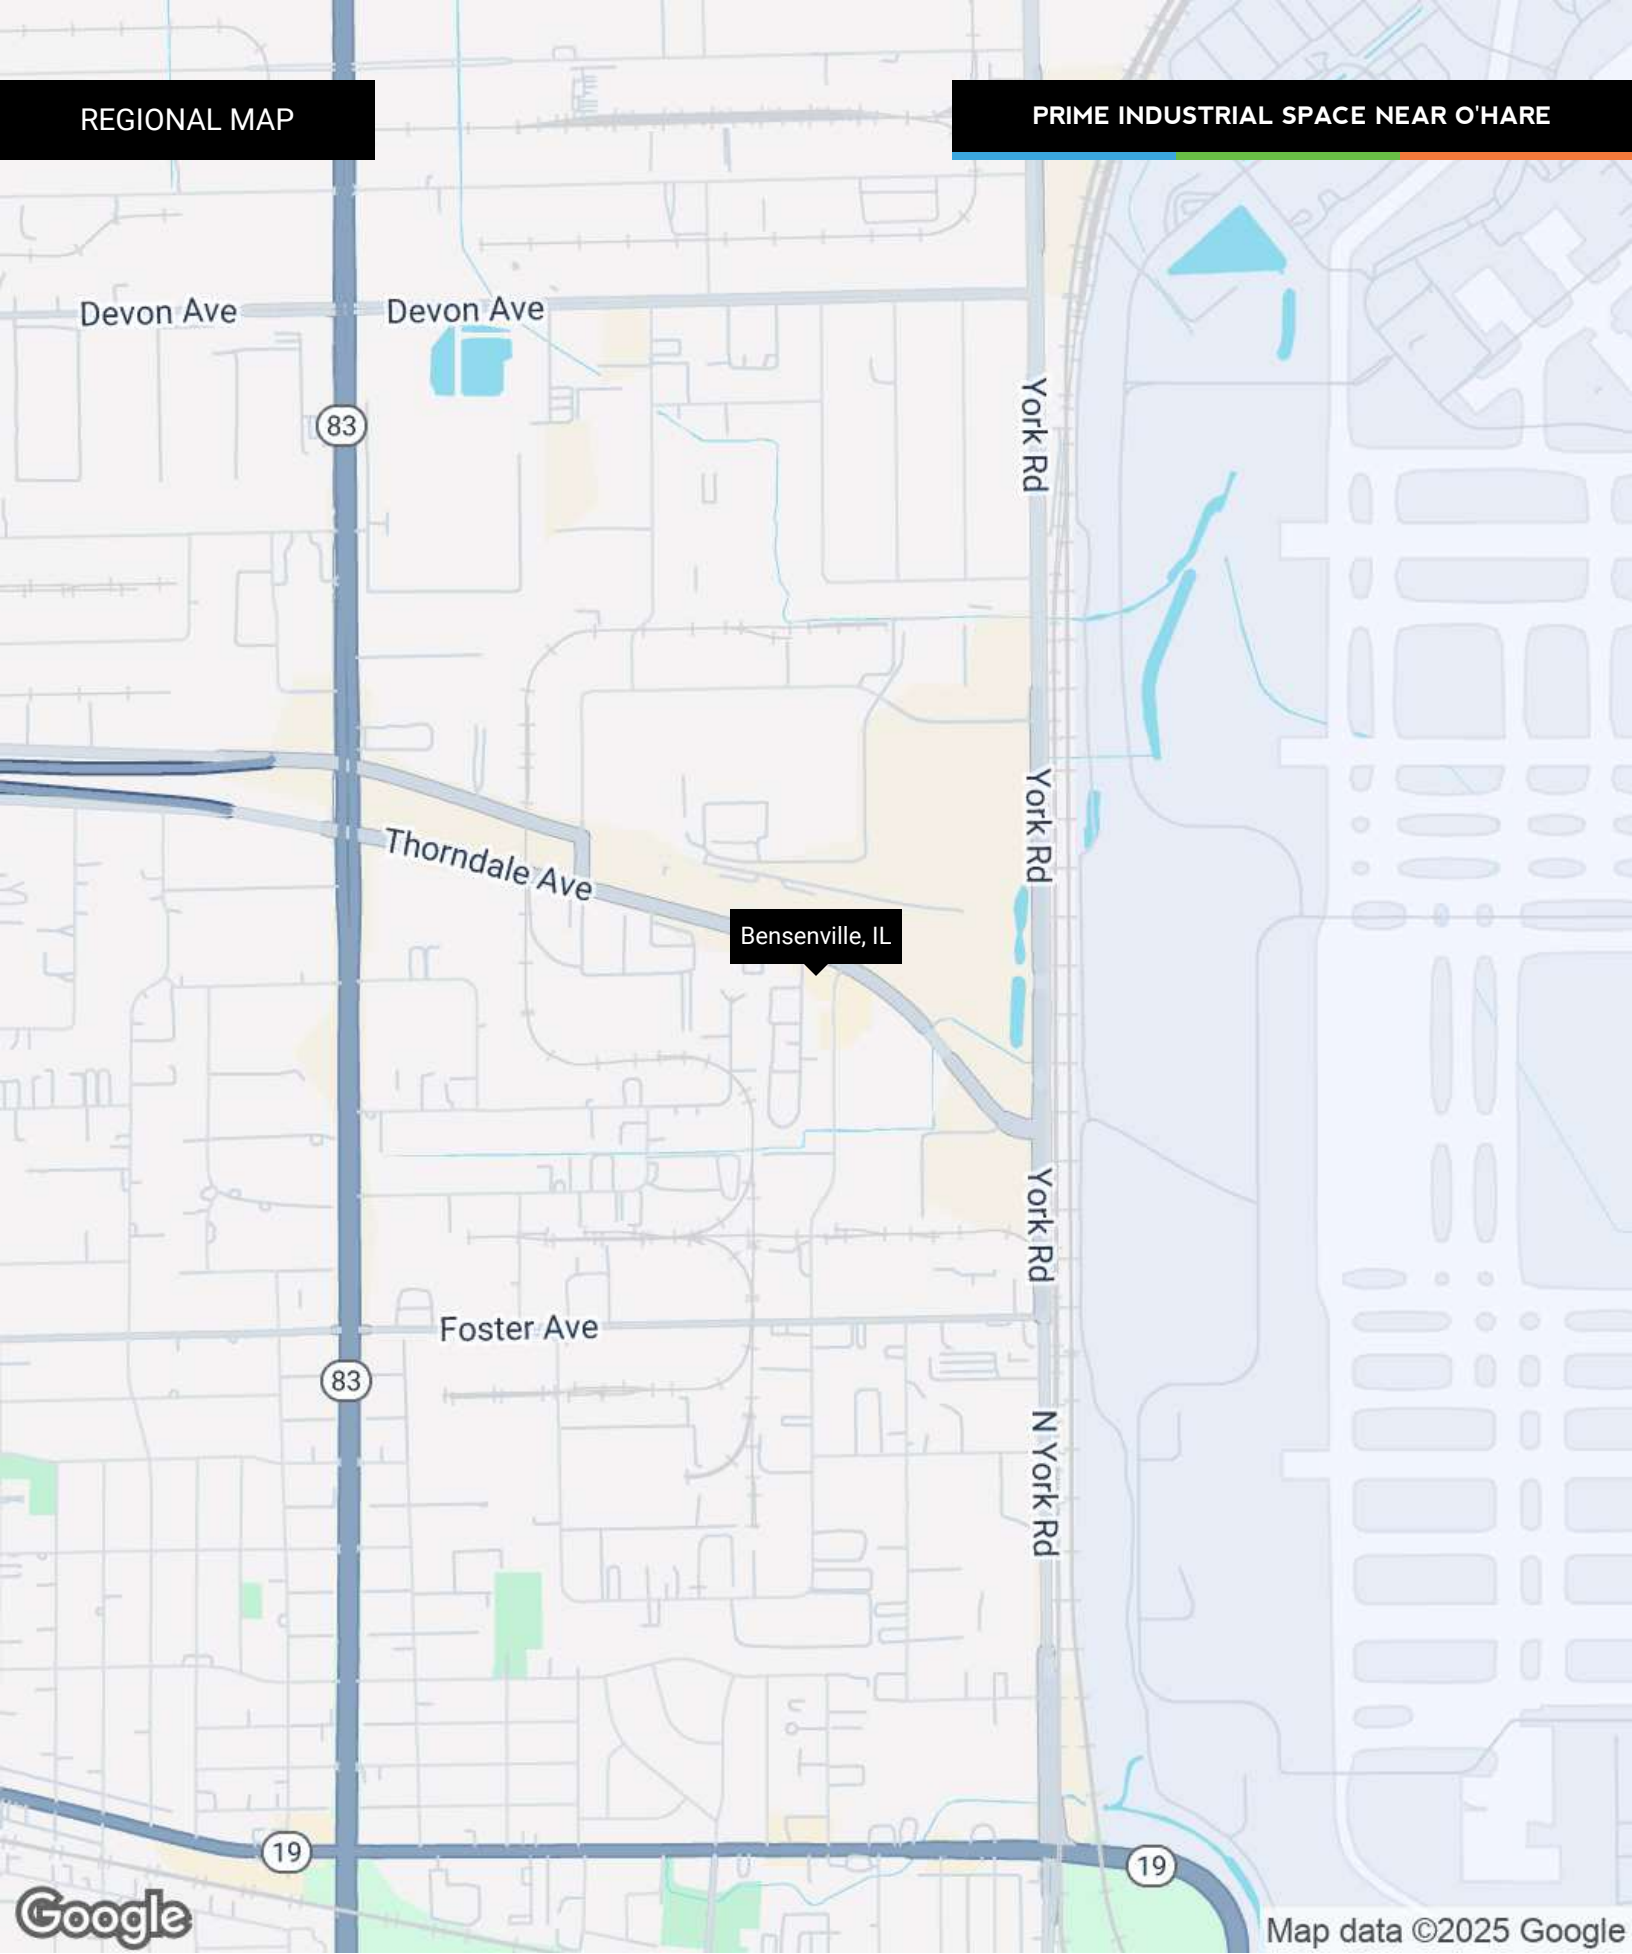 REGIONAL MAP
PRIME INDUSTRIAL SPACE NEAR O'HARE
Devon Ave
Devon Ave
83
York Rd
York Rd
Thorndale Ave
Bensenville, IL
York Rd
Foster Ave
83
N York Rd
19
19
Google
Map data ©2025 Google